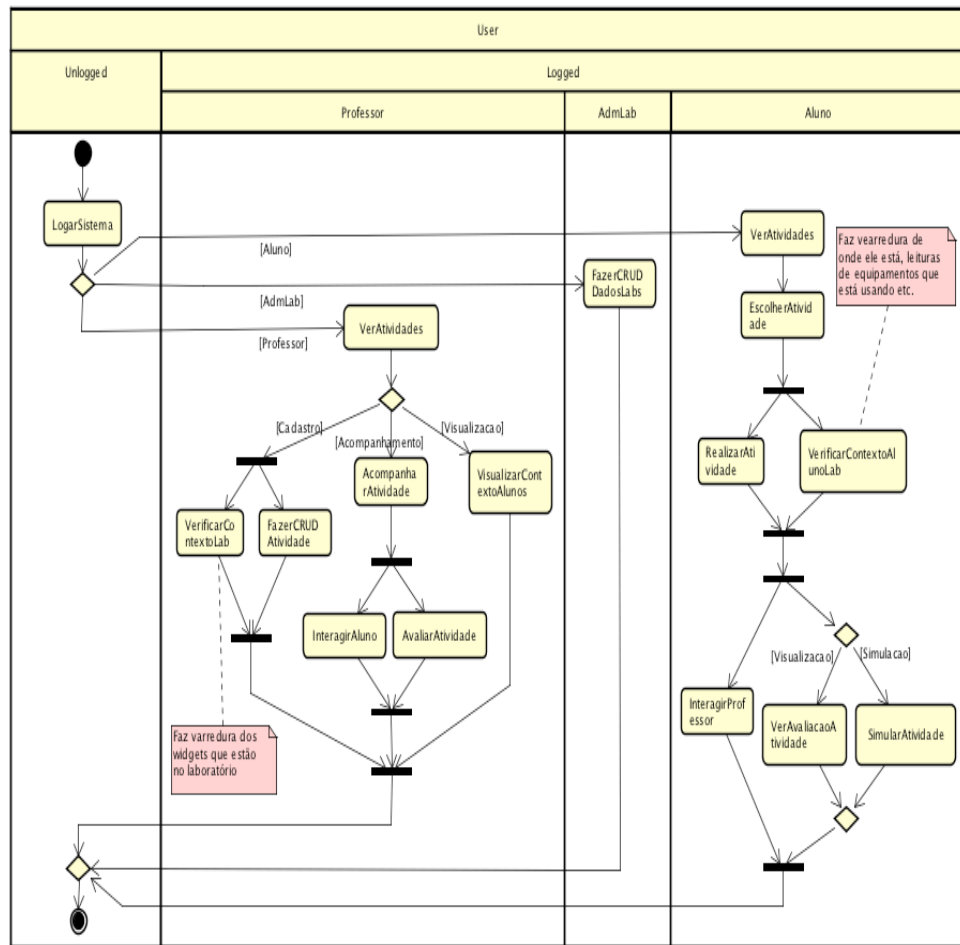 User
Unlogged
Logged
Professor
AdmLab
Aluno
LogarSistema
[Aluno]
[AdmLab]
[Professor]
VerAtividades
FazerCRUD
DadosLabs
VerAtividades
Faz vearredura de
onde ele está, leituras
de equipamentos que
está usando etc.
EscolherAtivid
ade
[Cadastro]
[Acompanhamento]
[Visualizacao]
VerificarCo
ntextoLab
FazerCRUD
Atividade
Acompanh
arAtividade
VisualizarCont
extoAlunos
RealizarAti
vidade
VerificarContextoAl
unoLab
InteragirAluno
AvaliarAtividade
Faz varredura dos
widgets que estão
no laboratório
[Visualizacao]
[Simulacao]
InteragirProf
essor
VerAvaliacaoA
tividade
SimularAtividade